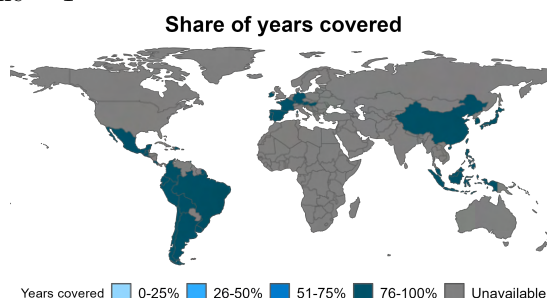 Share of years covered
Years covered 0-25% 26-50% 51-75% 76-100% Unavailable